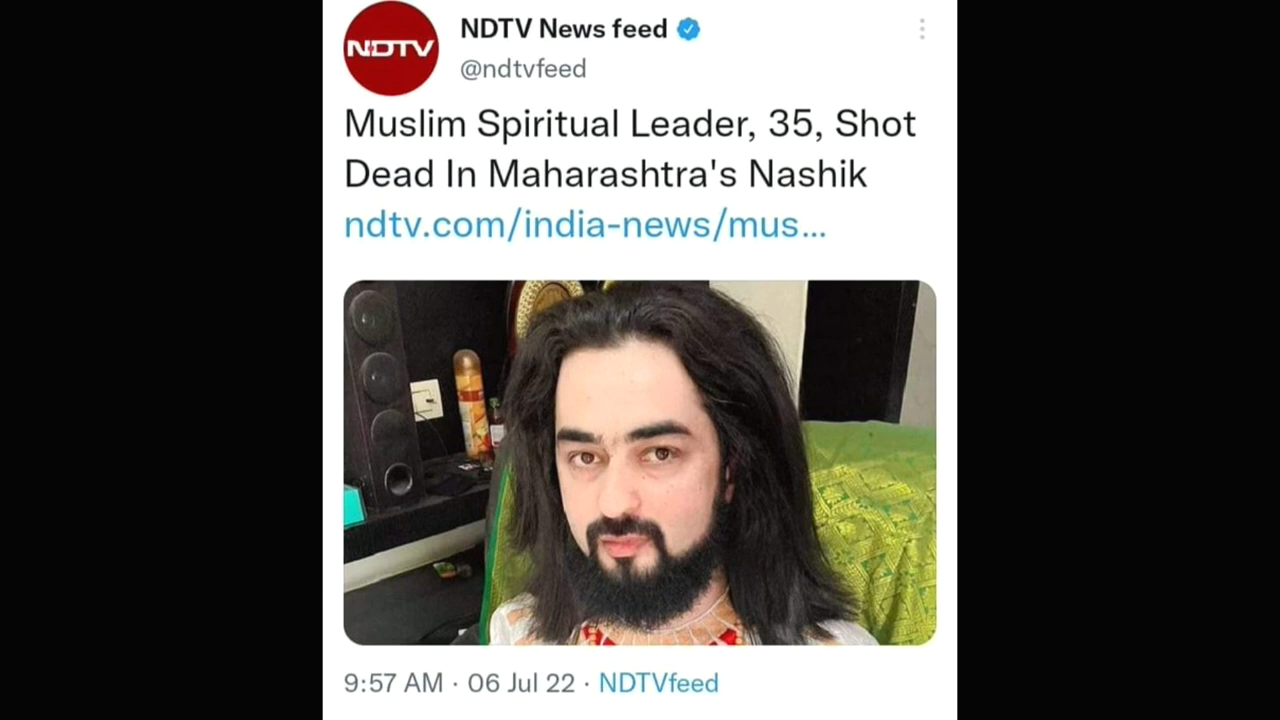 NDTV
NDTV News feed
@ndtvfeed
Muslim Spiritual Leader, 35, Shot
Dead In Maharashtra's Nashik
ndtv.com/india-news/mus...
9:57 AM · 06 Jul 22 · NDTVfeed